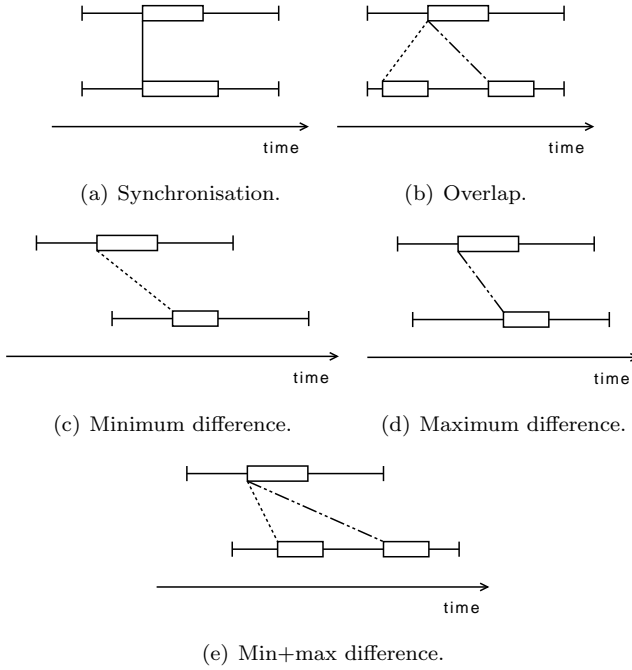 time
time
(a) Synchronisation.
(b) Overlap.
time
time
(c) Minimum difference.
(d) Maximum difference.
time
(e) Min+max difference.